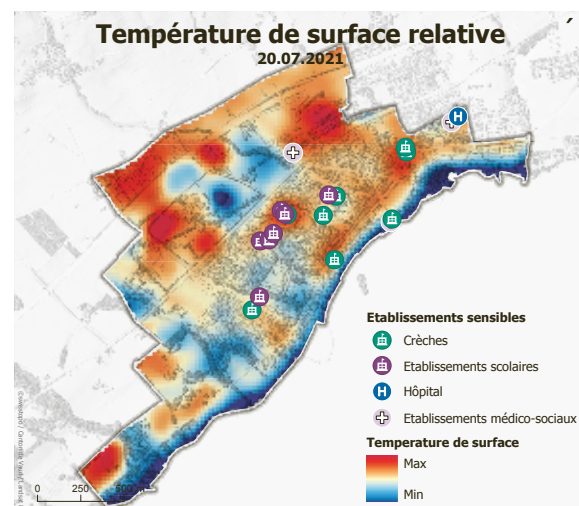 Température de surface relative
20.07.2021
H
Etablissements sensibles
Crèches
Etablissements scolaires
H Hôpital
Etablissements médico-sociaux
Temperature de surface
Max
Min
0 250 500